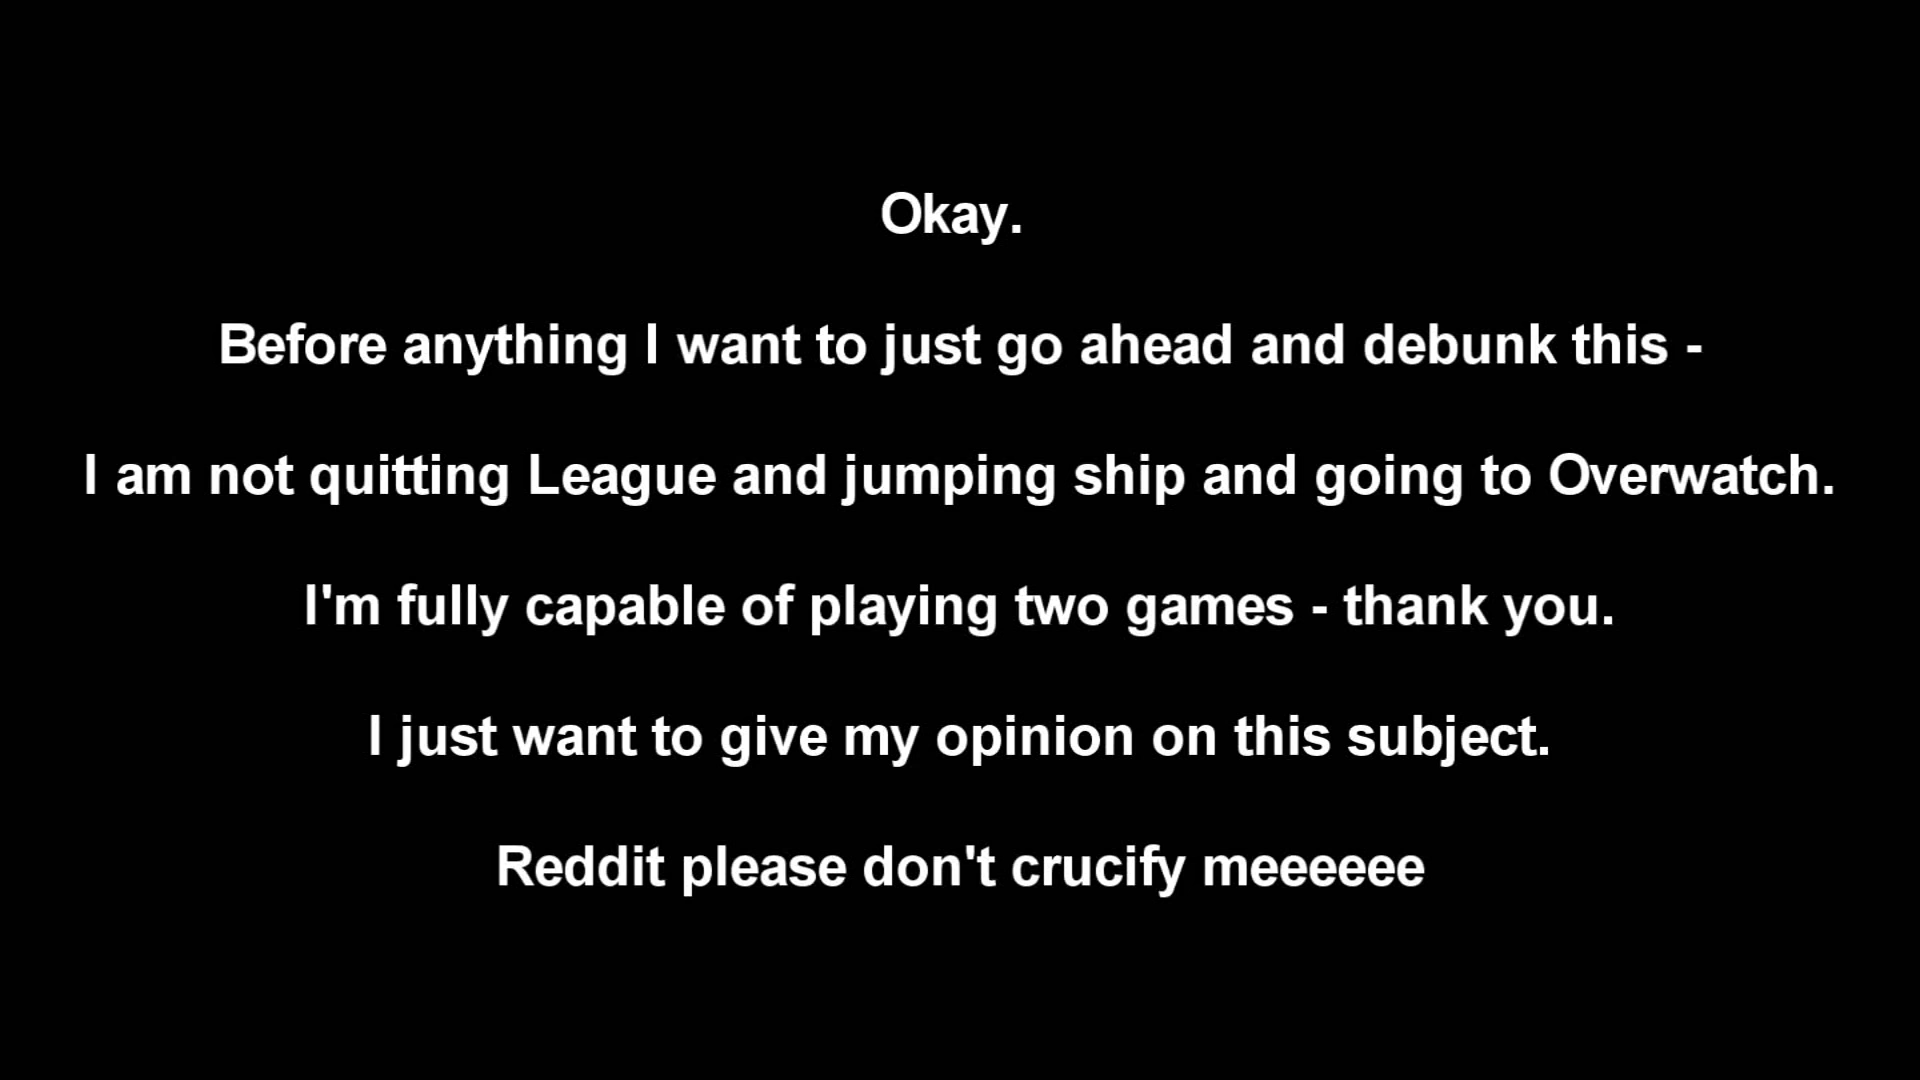 Okay.
Before anything I want to just go ahead and debunk this -
I am not quitting League and jumping ship and going to Overwatch.
I'm fully capable of playing two games - thank you.
I just want to give my opinion on this subject.
Reddit please don't crucify meeeeee